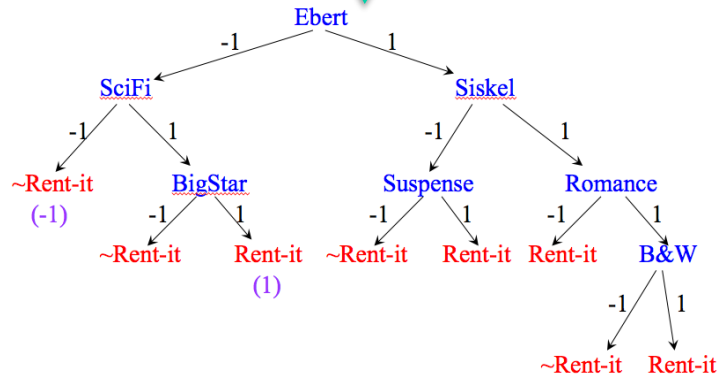 Ebert
-1 1
SciFi Siskel
-1 1 -1 1
~Rent-it BigStar Suspense Romance
(-1) -1 1 -1 1 -1 1
~Rent-it Rent-it ~Rent-it Rent-it Rent-it B&W
(1)
-1 1
~Rent-it Rent-it